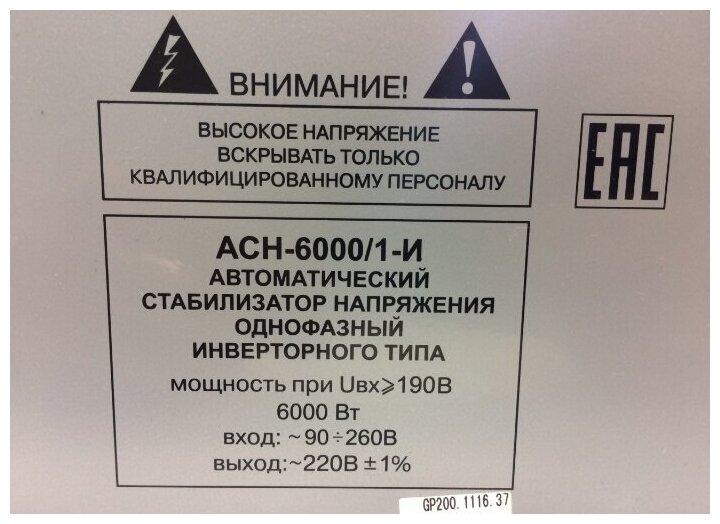 ВНИМАНИЕ!
ВЫСОКОЕ НАПРЯЖЕНИЕ
ВСКРЫВАТЬ ТОЛЬКО
КВАЛИФИЦИРОВАННОМУ ПЕРСОНАЛУ
EAC
АСН-6000/1-И
АВТОМАТИЧЕСКИЙ
СТАБИЛИЗАТОР НАПРЯЖЕНИЯ
ОДНОФАЗНЫЙ
ИНВЕРТОРНОГО ТИПА
мощность при Uвх⩾190В
6000 Вт
вход: ~90÷260В
выход:~220В ±1%
GP200.1116.37